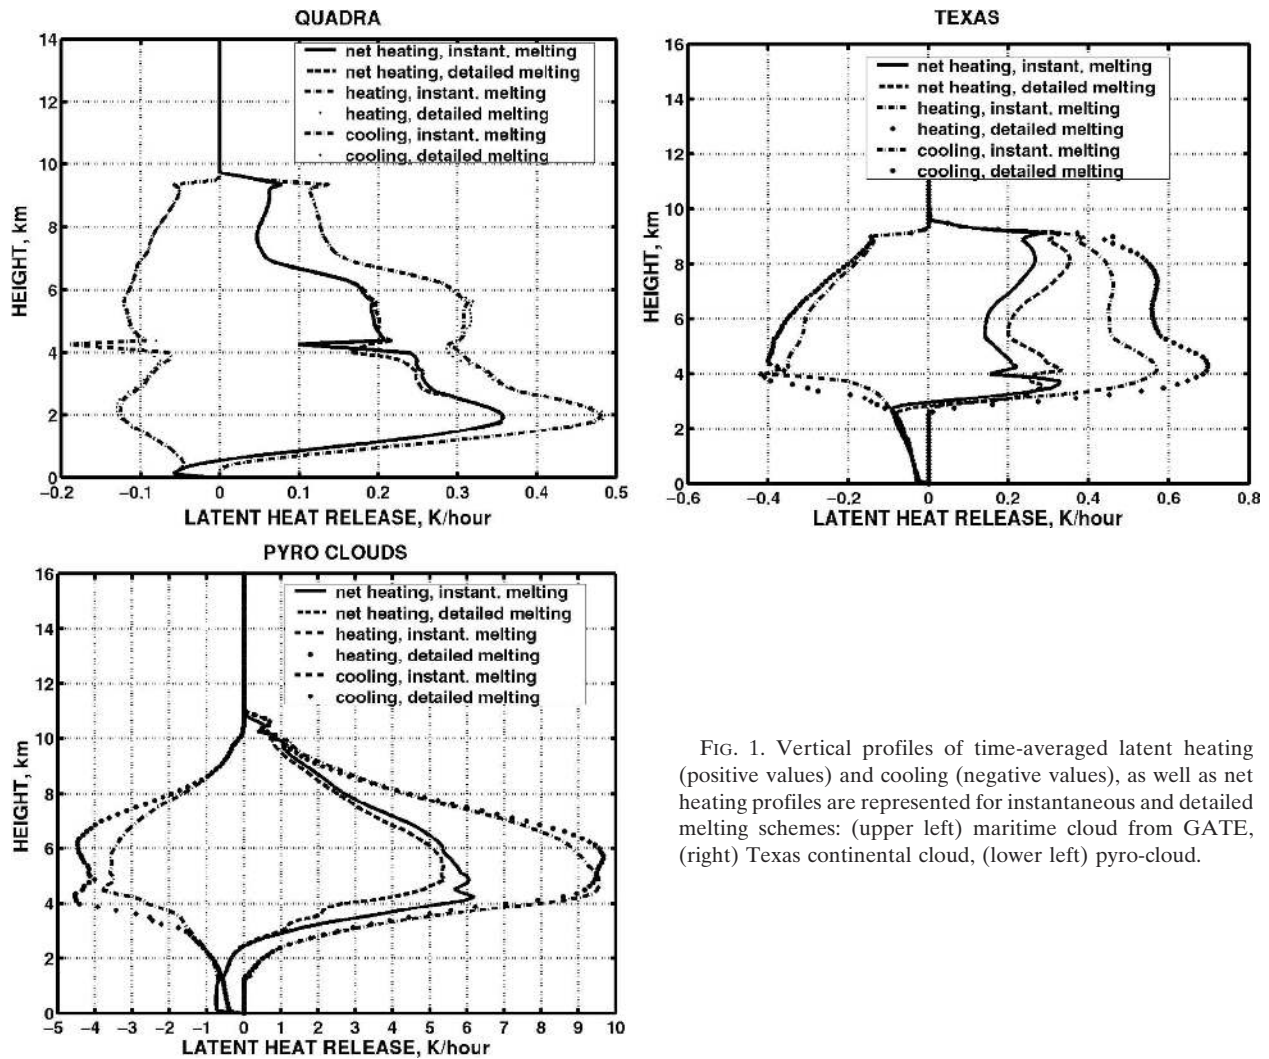 QUADRA
14
12
10
8
6
4
2
0
HEIGHT, km
net heating, instant. melting
net heating, detailed melting
heating, instant. melting
heating, detailed melting
cooling, instant. melting
cooling, detailed melting
−0.2 −0.1 0 0.1 0.2 0.3 0.4 0.5
LATENT HEAT RELEASE, K/hour
TEXAS
16
14
12
10
8
6
4
2
0
HEIGHT, km
net heating, instant. melting
net heating, detailed melting
heating, instant. melting
heating, detailed melting
cooling, instant. melting
cooling, detailed melting
−0.6 −0.4 −0.2 0 0.2 0.4 0.6 0.8
LATENT HEAT RELEASE, K/hour
PYRO CLOUDS
16
14
12
10
8
6
4
2
0
HEIGHT, km
net heating, instant. melting
net heating, detailed melting
heating, instant. melting
heating, detailed melting
cooling, instant. melting
cooling, detailed melting
−5 −4 −3 −2 −1 0 1 2 3 4 5 6 7 8 9 10
LATENT HEAT RELEASE, K/hour
FIG. 1. Vertical profiles of time-averaged latent heating
(positive values) and cooling (negative values), as well as net
heating profiles are represented for instantaneous and detailed
melting schemes: (upper left) maritime cloud from GATE,
(right) Texas continental cloud, (lower left) pyro-cloud.